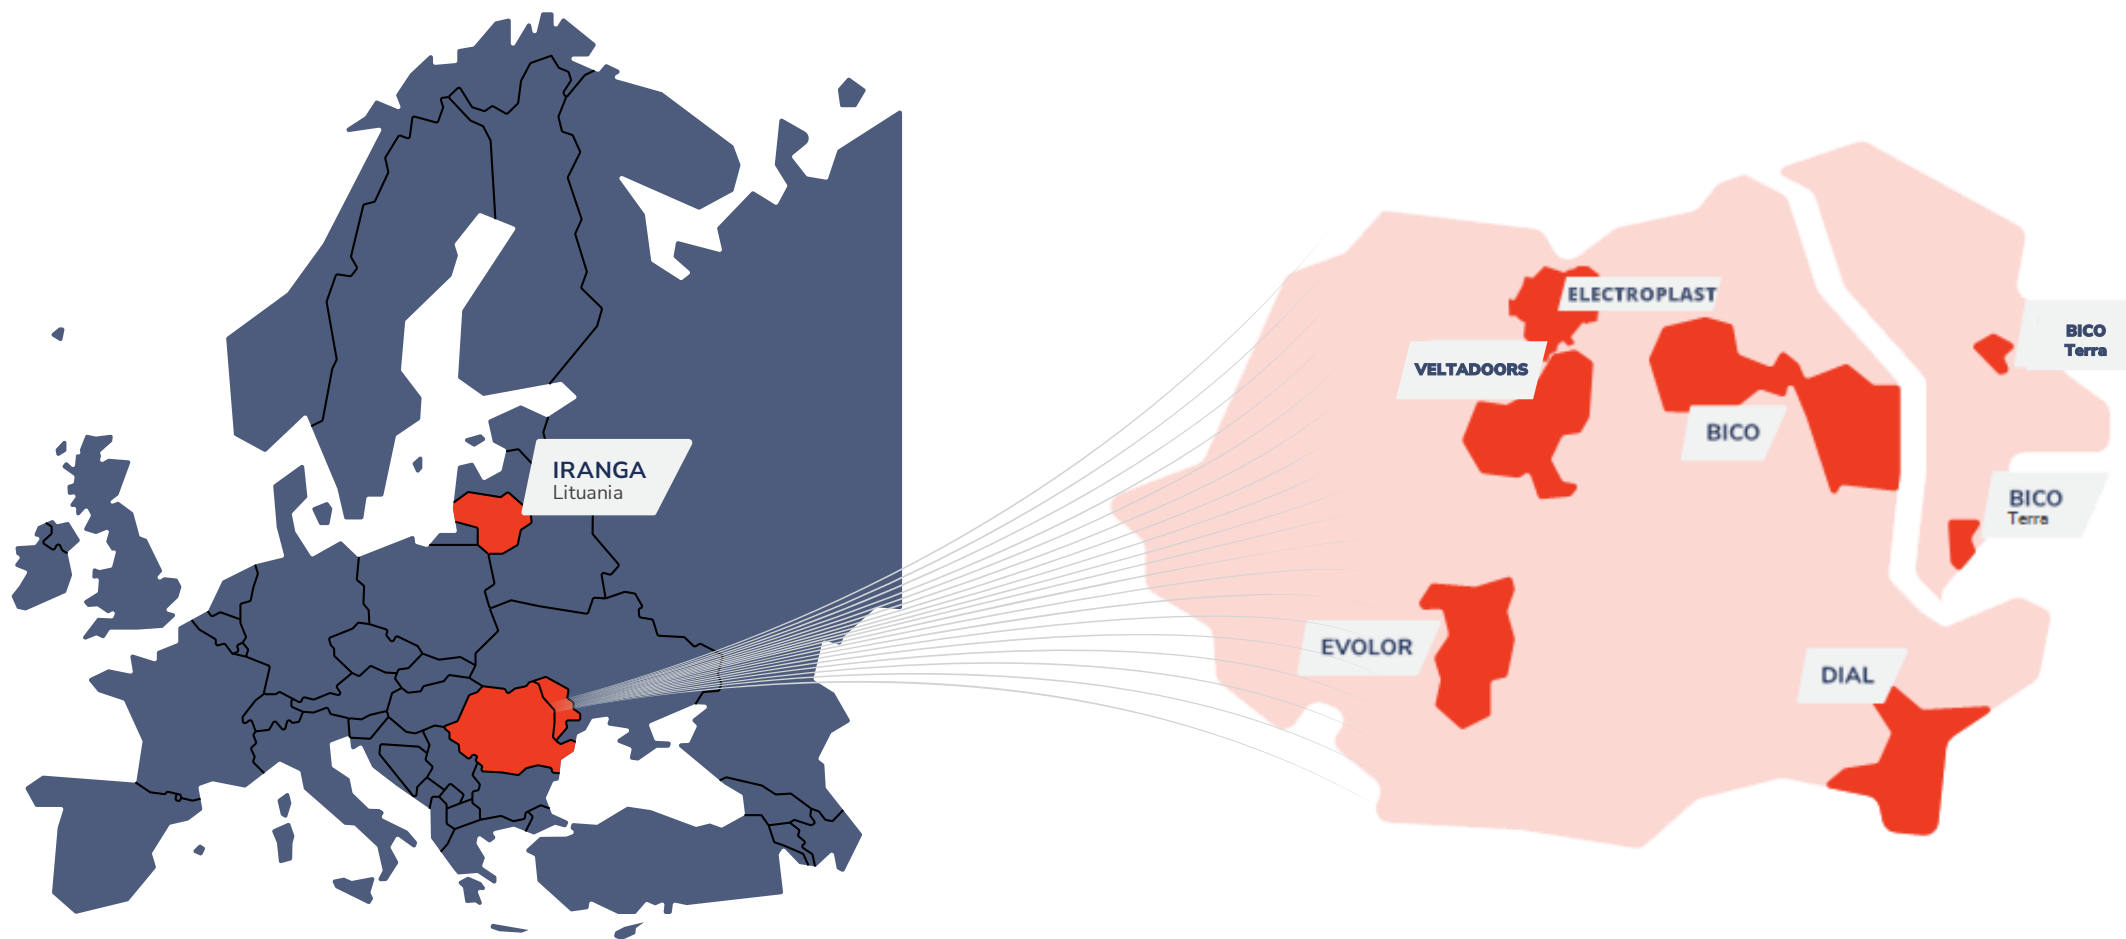 IRANGA
Lituania
ELECTROPLAST
BICO
Terra
VELTADOORS
BICO
BICO
Terra
EVOLOR
DIAL